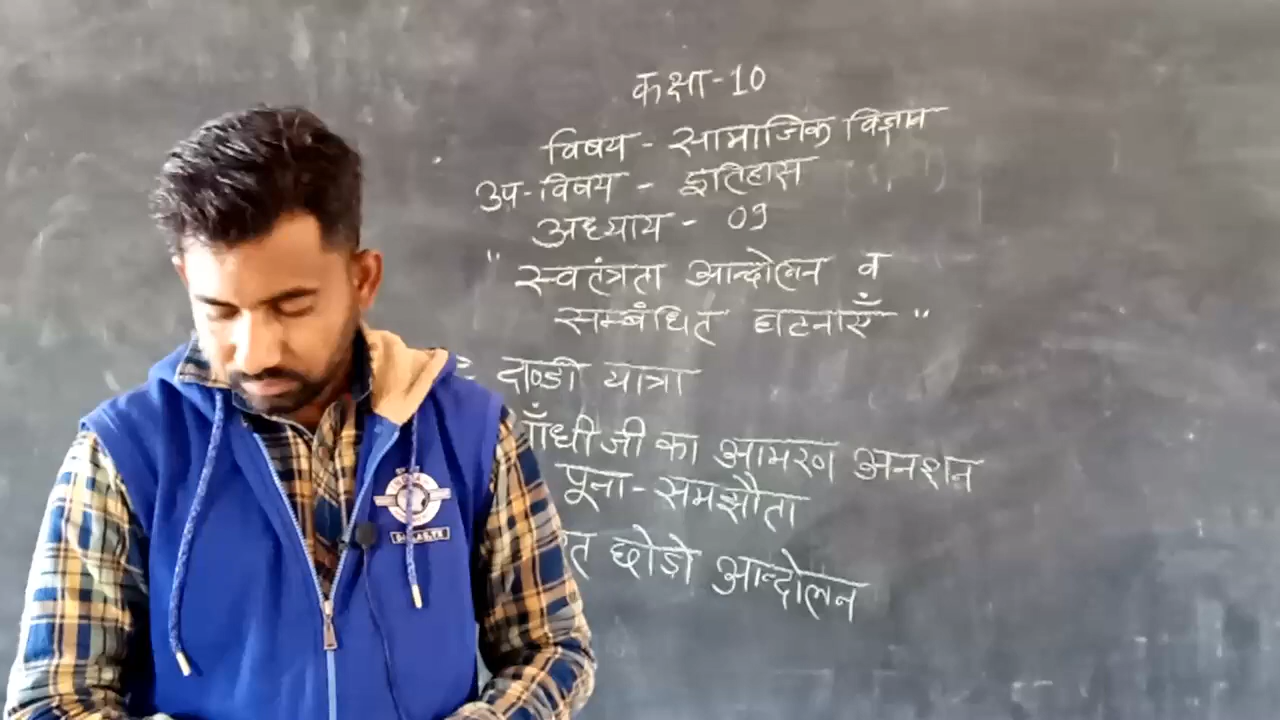 कक्षा-10
विषय - सामाजिक विज्ञान
उप-विषय - इतिहास
अध्याय - 09
" स्वतंत्रता आन्दोलन व
सम्बंधित घटनाएँ "
दाण्डी यात्रा
गाँधीजी का आमरण अनशन
पूना-समझौता
त छोड़ो आन्दोलन